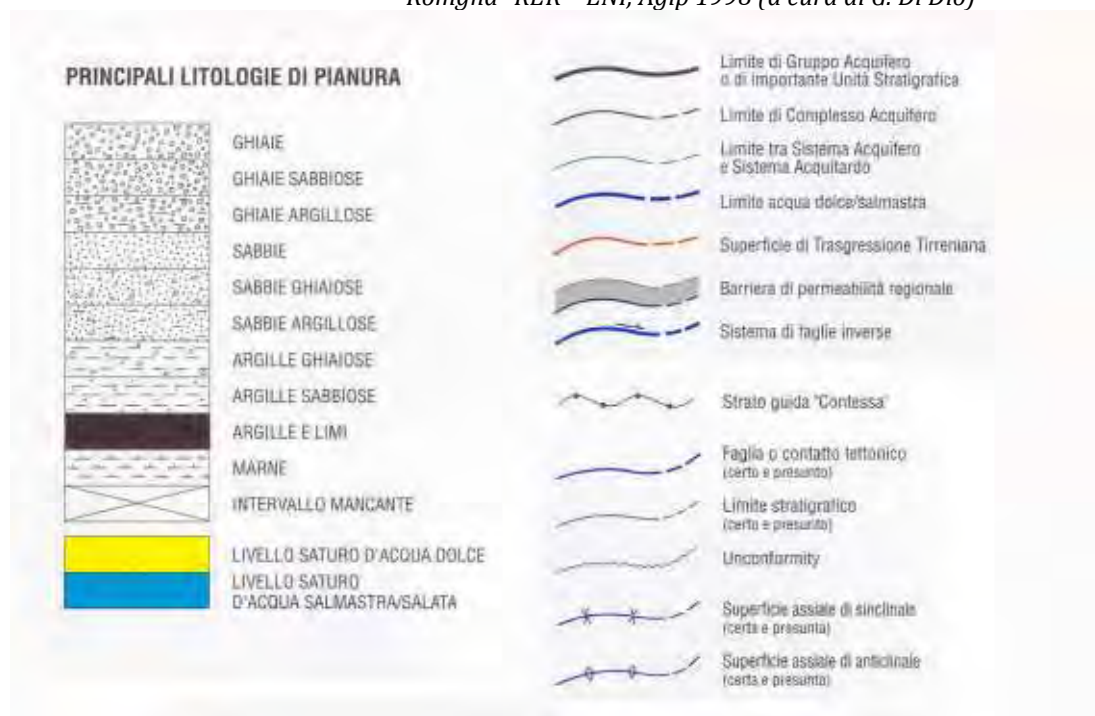 Romgna" RER – ENI, Agip 1998 (a cura di G. Di Dio)
PRINCIPALI LITOLOGIE DI PIANURA
GHIAIE
GHIAIE SABBIOSE
GHIAIE ARGILLOSE
SABBIE
SABBIE GHIAIOSE
SABBIE ARGILLOSE
ARGILLE GHIAIOSE
ARGILLE SABBIOSE
ARGILLE E LIMI
MARNE
INTERVALLO MANCANTE
LIVELLO SATURO D'ACQUA DOLCE
LIVELLO SATURO
D'ACQUA SALMASTRA/SALATA
Limite di Gruppo Acquifero
o di importante Unità Stratigrafica
Limite di Complesso Acquifero
Limite tra Sistema Acquifero
e Sistema Acquitardo
Limite acqua dolce/salmastra
Superficie di Trasgressione Tirreniana
Barriera di permeabilità regionale
Sistema di faglie inverse
Strato guida "Contessa"
Faglia o contatto tettonico
(certo e presunto)
Limite stratigrafico
(certo e presunto)
Unconformity
Superficie assiale di sinclinale
(certa e presunta)
Superficie assiale di anticlinale
(certa e presunta)